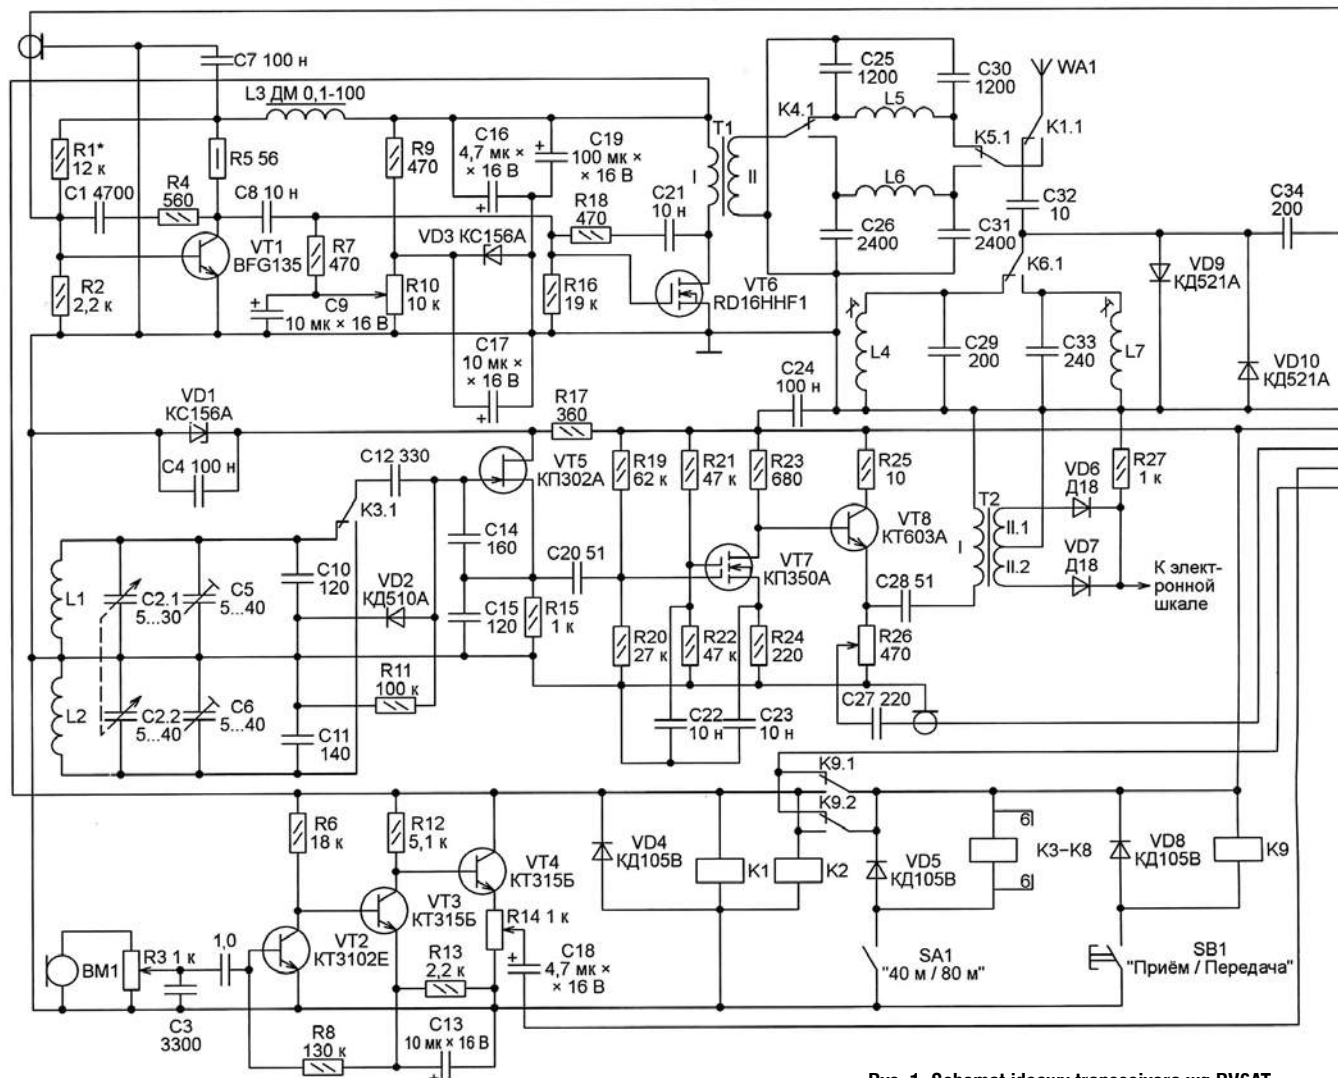 C7 100 н
L3 ДМ 0,1-100
R1*
12 к
R5 56
C1 4700
R4
560
C8 10 н
VT1
BFG135
R2
2,2 к
R7
470
C9
10 мк × 16 В
R9
470
R10
10 к
C16
4,7 мк ×
× 16 В
C19
100 мк ×
× 16 В
VD3 КС156А
C17
10 мк ×
× 16 В
R18
470
C21
10 н
R16
19 к
VT6
RD16HHF1
T1
I
II
K4.1
C25
1200
L5
C30
1200
WA1
K5.1
K1.1
L6
C26
2400
C31
2400
C32
10
C34
200
K6.1
VD9
КД521А
VD10
КД521А
L4
C29
200
C33
240
L7
C24
100 н
VD1
КС156А
C4 100 н
R17
360
C12 330
VT5
КП302А
K3.1
R19
62 к
R21
47 к
R23
680
R25
10
R27
1 к
VD6
Д18
T2
I
II.1
II.2
VD7
Д18
К элект-
ронной
шкале
VT8
КТ603А
VT7
КП350А
C14
160
C20 51
C28 51
L1
C2.1
5...30
C5
5...40
C10
120
VD2
КД510А
C15
120
R15
1 к
R20
27 к
R22
47 к
R24
220
R26
470
C27 220
L2
C2.2
5...40
C6
5...40
R11
100 к
C11
140
C22
10 н
C23
10 н
K9.1
K9.2
R6
18 к
R12
5,1 к
VT4
КТ315Б
VT3
КТ315Б
VT2
КТ3102Е
VD4
КД105В
K1
K2
VD5
КД105В
6
6
K3–K8
VD8
КД105В
K9
R14 1 к
R13
2,2 к
C18
4,7 мк ×
× 16 В
SA1
"40 м / 80 м"
SB1
"Приём / Передача"
BM1
R3 1 к
1,0
C3
3300
R8
130 к
C13
10 мк × 16 В
Rys. 1. Schemat ideowy transceivera wg RV6AT